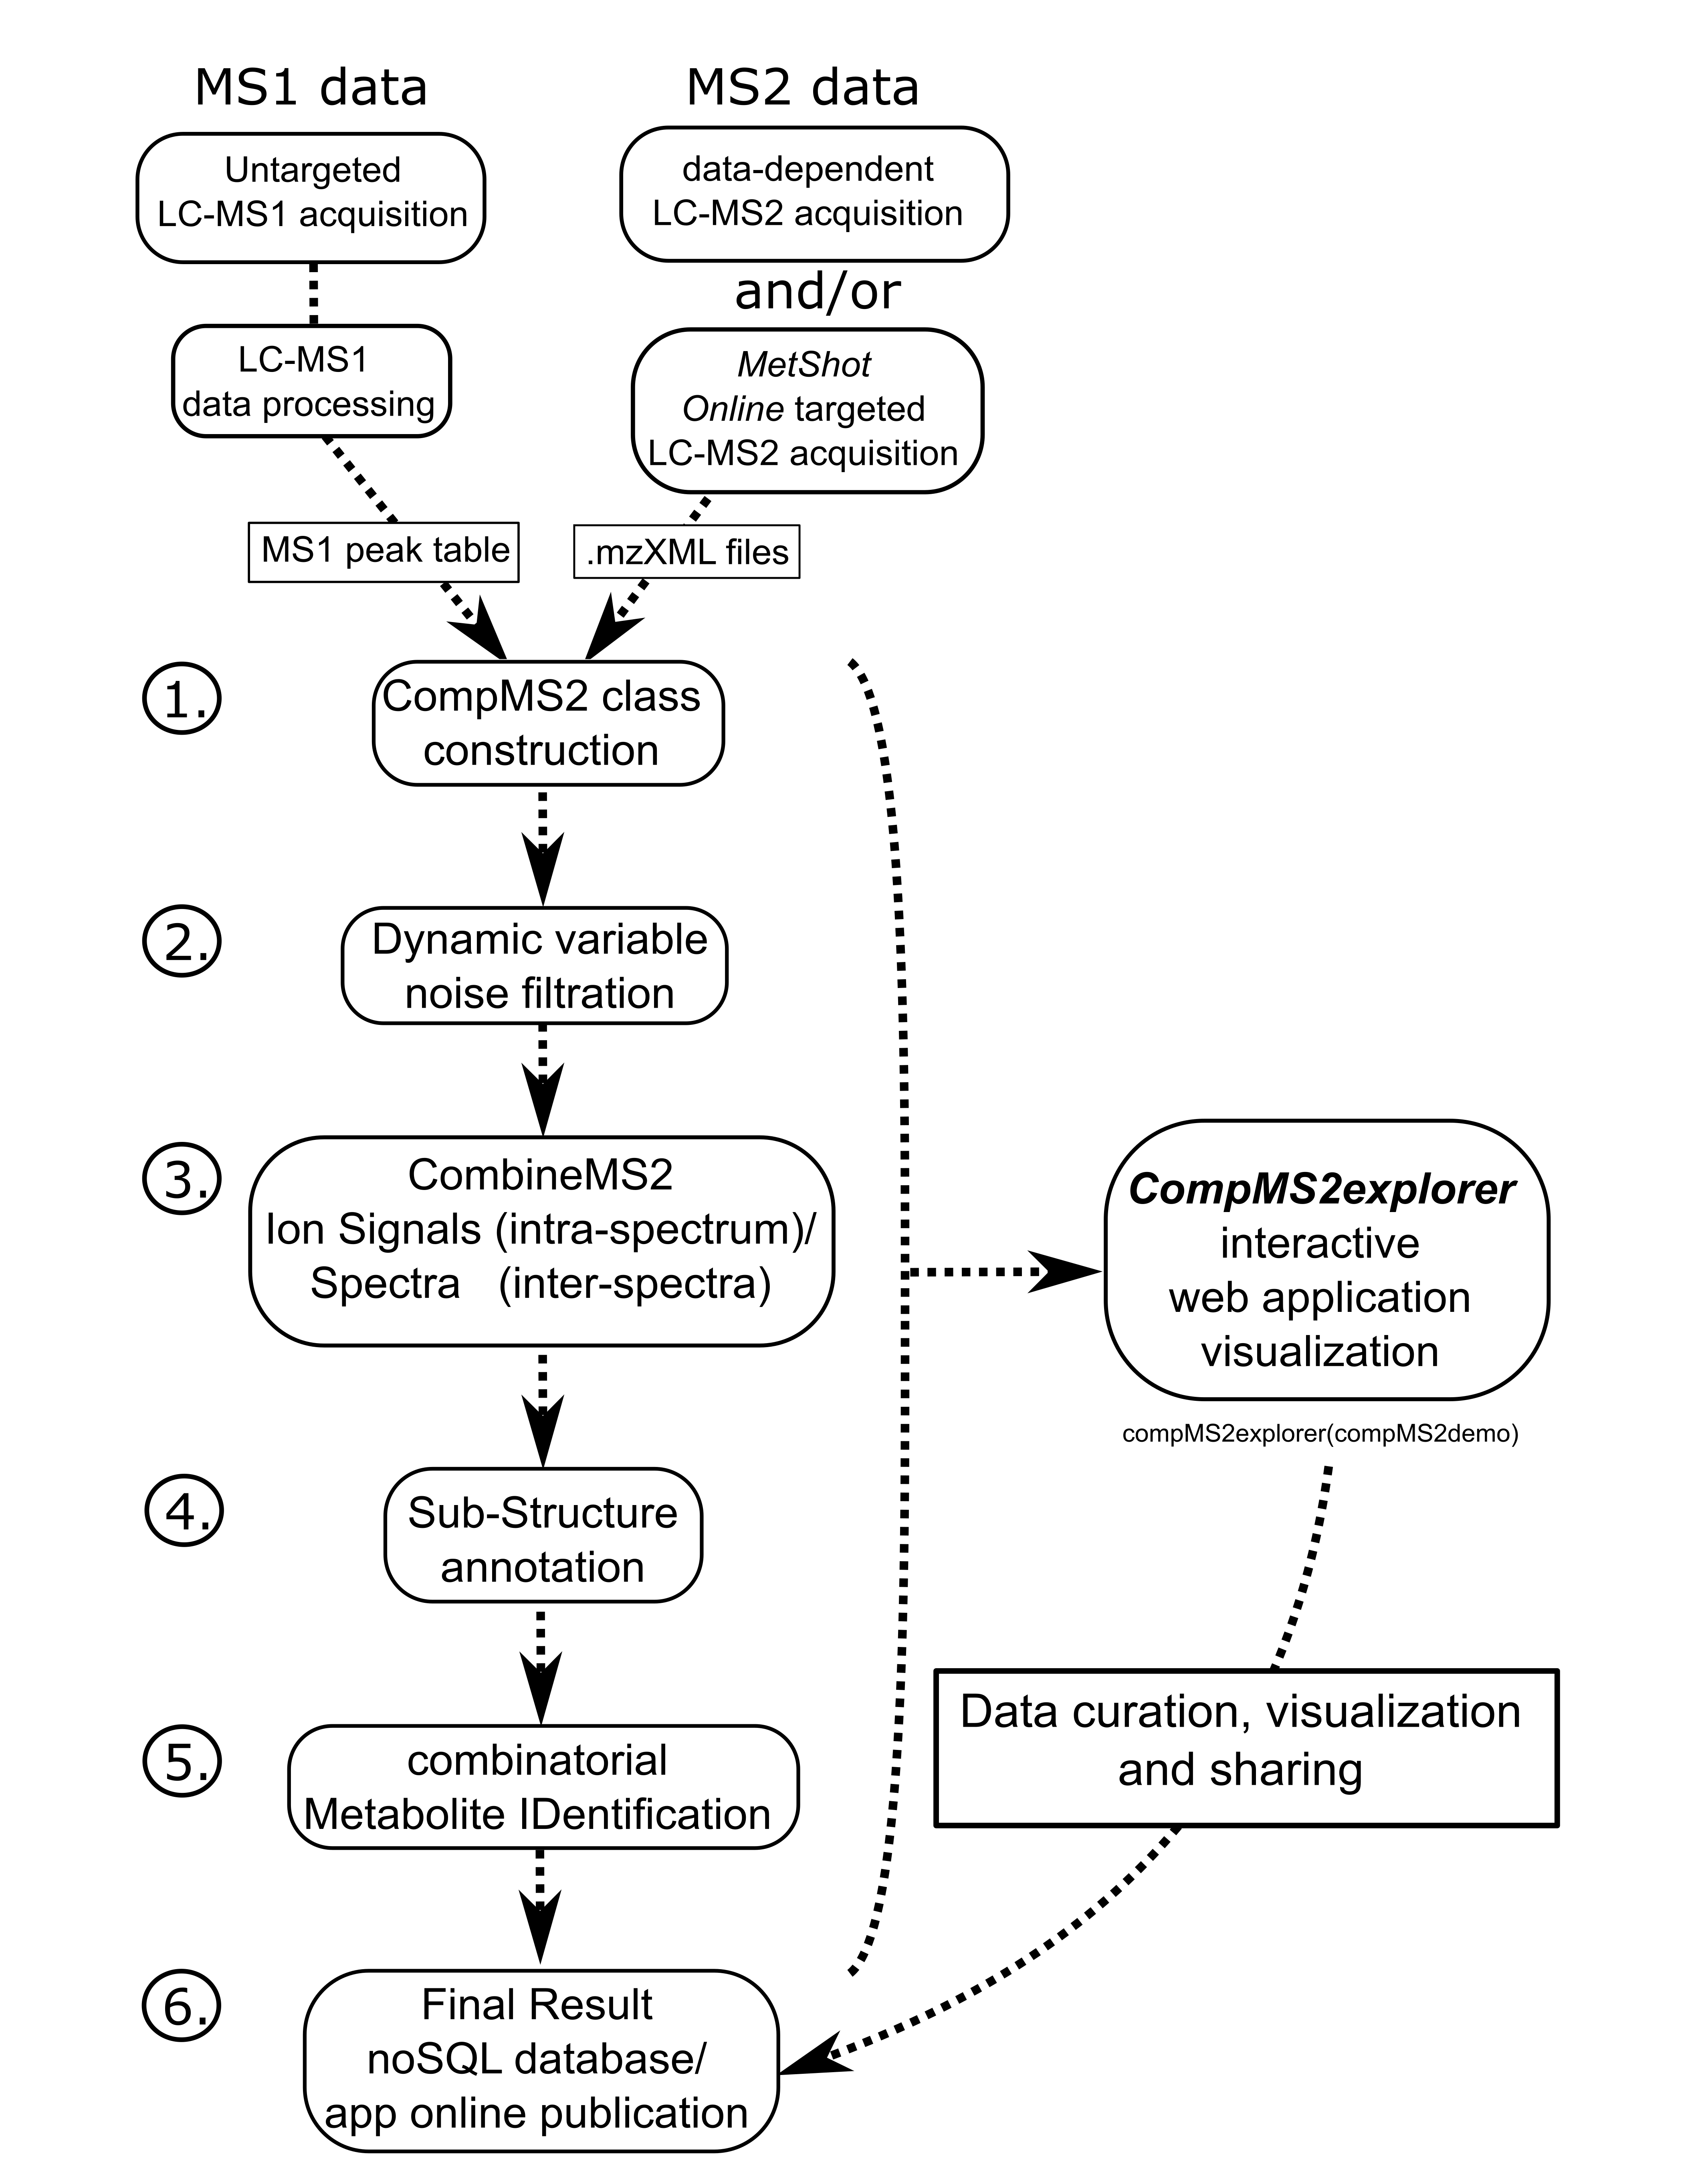 MS1 data
Untargeted
LC-MS1 acquisition
LC-MS1
data processing
MS1 peak table
MS2 data
data-dependent
LC-MS2 acquisition
and/or
MetShot
Online targeted
LC-MS2 acquisition
.mzXML files
1.
CompMS2 class
construction
2.
Dynamic variable
noise filtration
3.
CombineMS2
Ion Signals (intra-spectrum)/
Spectra (inter-spectra)
4.
Sub-Structure
annotation
5.
combinatorial
Metabolite IDentification
6.
Final Result
noSQL database/
app online publication
CompMS2explorer
interactive
web application
visualization
compMS2explorer(compMS2demo)
Data curation, visualization
and sharing